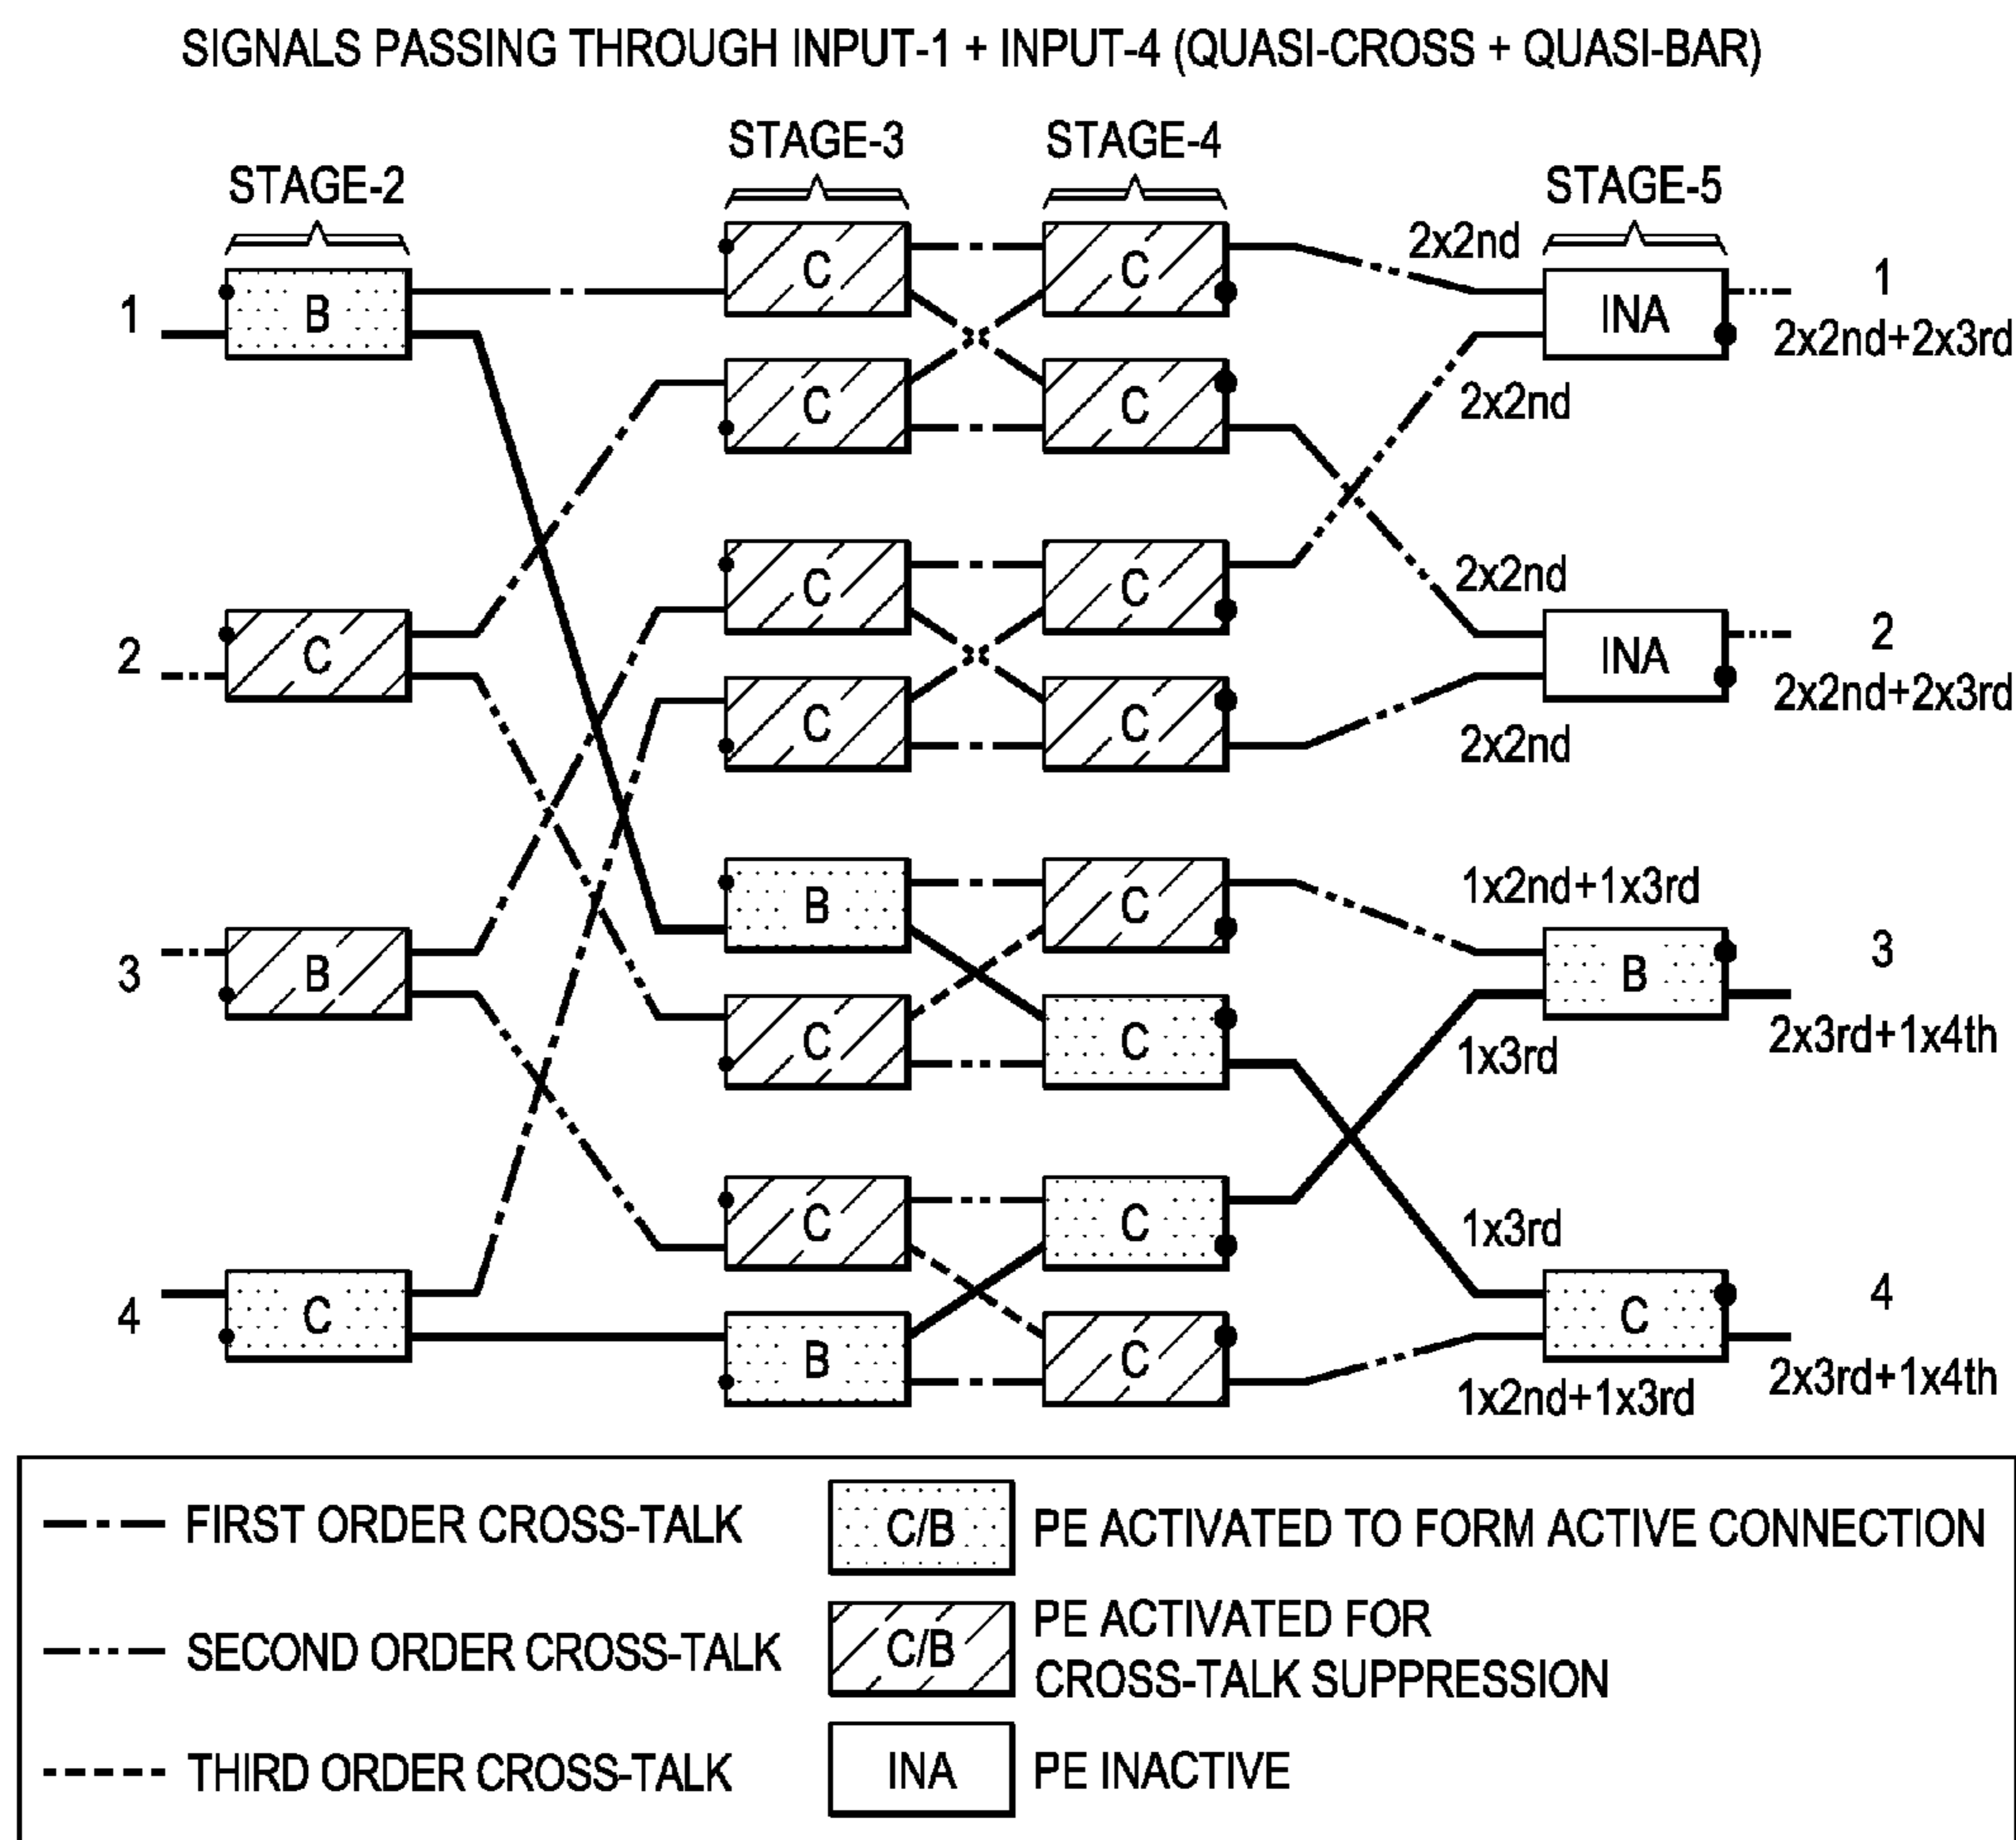 SIGNALS PASSING THROUGH INPUT-1 + INPUT-4 (QUASI-CROSS + QUASI-BAR)
STAGE-2
STAGE-3
STAGE-4
STAGE-5
1
B
C
C
2x2nd
INA
1
2x2nd+2x3rd
C
C
2x2nd
2
C
C
C
2x2nd
INA
2
2x2nd+2x3rd
C
C
2x2nd
3
B
B
C
1x2nd+1x3rd
B
3
2x3rd+1x4th
C
C
1x3rd
4
C
C
C
1x3rd
C
4
2x3rd+1x4th
B
C
1x2nd+1x3rd
FIRST ORDER CROSS-TALK
C/B
PE ACTIVATED TO FORM ACTIVE CONNECTION
SECOND ORDER CROSS-TALK
C/B
PE ACTIVATED FOR
CROSS-TALK SUPPRESSION
THIRD ORDER CROSS-TALK
INA
PE INACTIVE